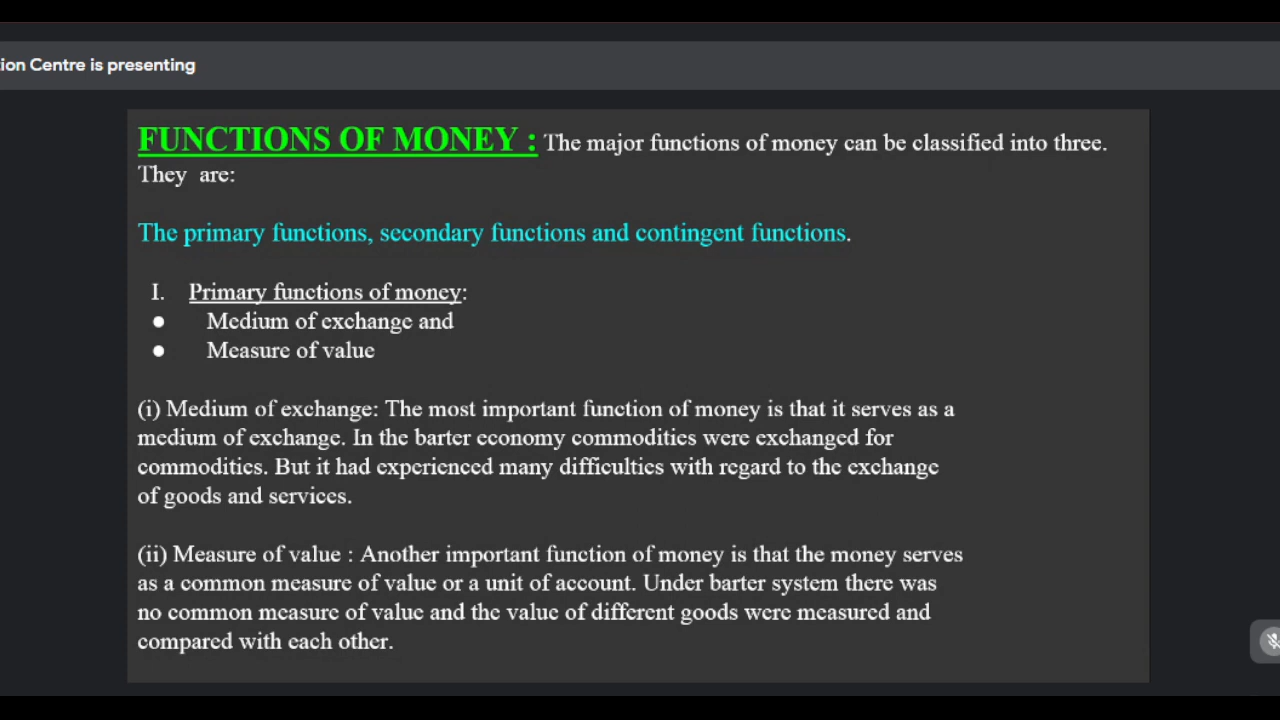 ion Centre is presenting
FUNCTIONS OF MONEY : The major functions of money can be classified into three.
They are:
The primary functions, secondary functions and contingent functions.
I. Primary functions of money:
● Medium of exchange and
● Measure of value
(i) Medium of exchange: The most important function of money is that it serves as a
medium of exchange. In the barter economy commodities were exchanged for
commodities. But it had experienced many difficulties with regard to the exchange
of goods and services.
(ii) Measure of value : Another important function of money is that the money serves
as a common measure of value or a unit of account. Under barter system there was
no common measure of value and the value of different goods were measured and
compared with each other.